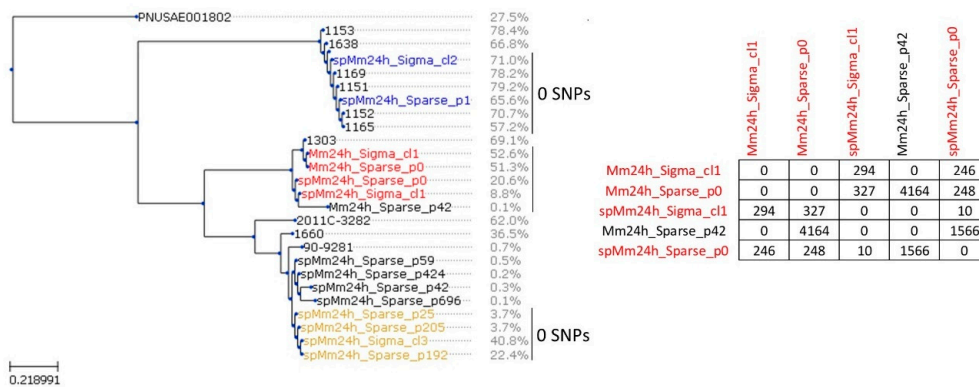 PNUSAE001802 27.5%
1153 78.4%
1638 66.8%
spMm24h_Sigma_cl2 71.0%
1169 78.2%
1151 79.2%
spMm24h_Sparse_p1 65.6%
1152 70.7%
1165 57.2%
0 SNPs
1303 69.1%
Mm24h_Sigma_cl1 52.6%
Mm24h_Sparse_p0 51.3%
spMm24h_Sparse_p0 20.6%
spMm24h_Sigma_cl1 8.8%
Mm24h_Sparse_p42 0.1%
2011C-3282 62.0%
1660 36.5%
90-9281 0.7%
spMm24h_Sparse_p59 0.5%
spMm24h_Sparse_p424 0.2%
spMm24h_Sparse_p42 0.3%
spMm24h_Sparse_p696 0.1%
spMm24h_Sparse_p25 3.7%
spMm24h_Sparse_p205 3.7%
spMm24h_Sigma_cl3 40.8%
spMm24h_Sparse_p192 22.4%
0 SNPs
0.218991
Mm24h_Sigma_cl1
Mm24h_Sparse_p0
spMm24h_Sigma_cl1
Mm24h_Sparse_p42
spMm24h_Sparse_p0
Mm24h_Sigma_cl1 0 0 294 0 246
Mm24h_Sparse_p0 0 0 327 4164 248
spMm24h_Sigma_cl1 294 327 0 0 10
Mm24h_Sparse_p42 0 4164 0 0 1566
spMm24h_Sparse_p0 246 248 10 1566 0